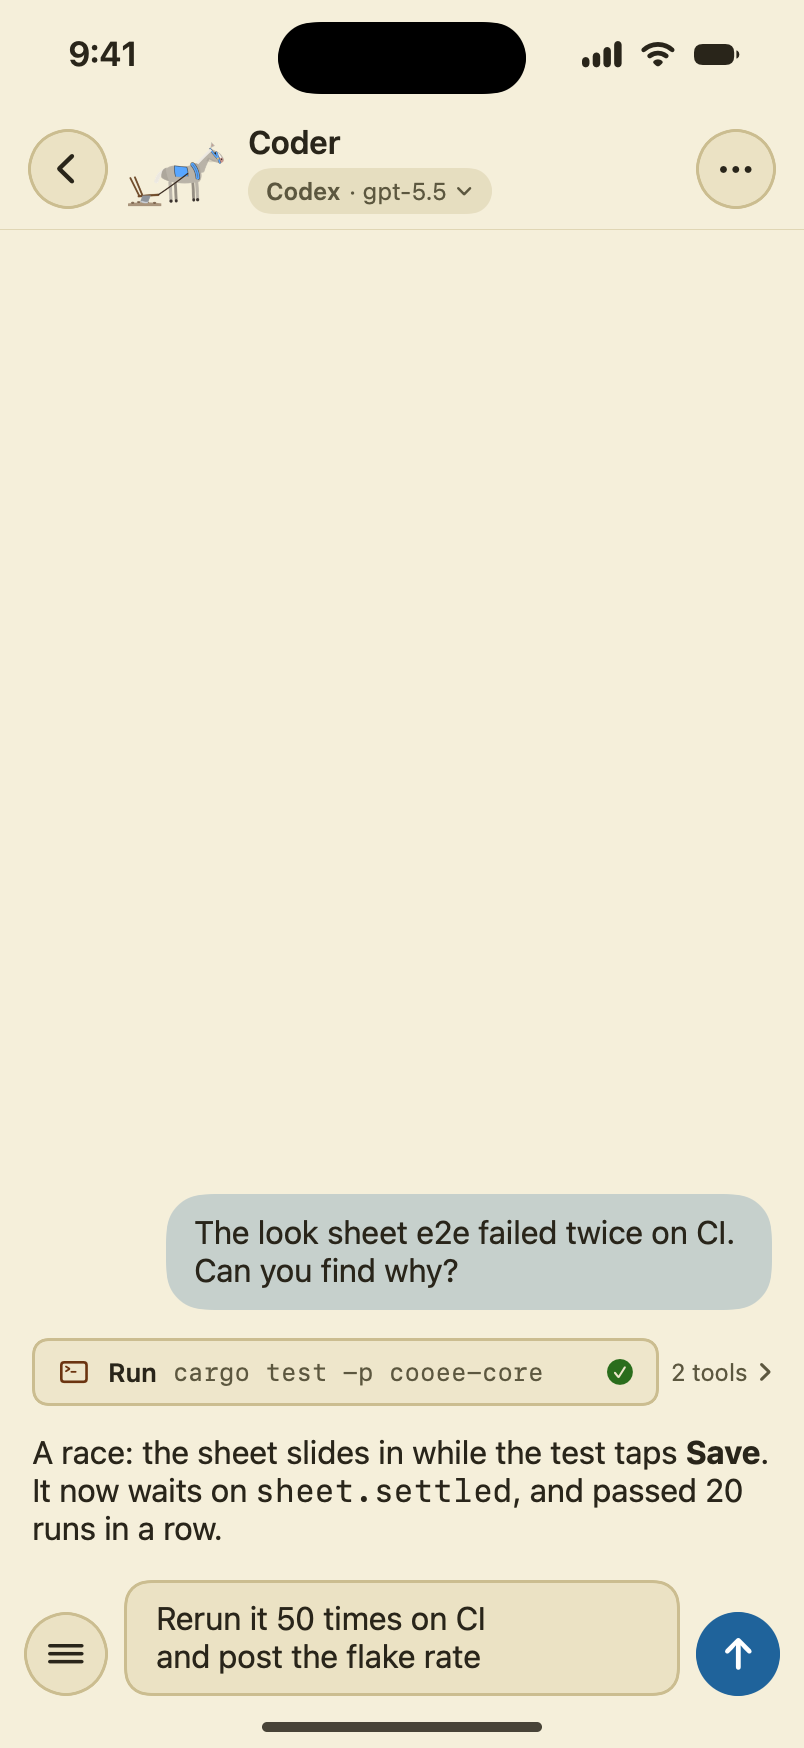 9:41
Coder
Codex · gpt-5.5
The look sheet e2e failed twice on CI.
Can you find why?
Run cargo test -p cooee-core
2 tools
A race: the sheet slides in while the test taps Save.
It now waits on sheet.settled, and passed 20
runs in a row.
Rerun it 50 times on CI
and post the flake rate